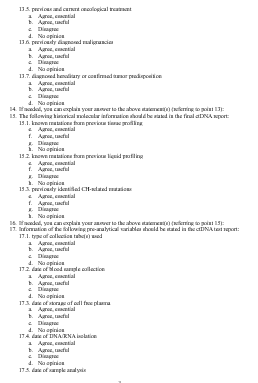 13.5. previous and current oncological treatment
a. Agree, essential
b. Agree, useful
c. Disagree
d. No opinion
13.6. previously diagnosed malignancies
a. Agree, essential
b. Agree, useful
c. Disagree
d. No opinion
13.7. diagnosed hereditary or confirmed tumor predisposition
a. Agree, essential
b. Agree, useful
c. Disagree
d. No opinion
14. If needed, you can explain your answer to the above statement(s) (referring to point 13):
15. The following historical molecular information should be stated in the final ctDNA report:
15.1. known mutations from previous tissue profiling
e. Agree, essential
f. Agree, useful
g. Disagree
h. No opinion
15.2. known mutations from previous liquid profiling
e. Agree, essential
f. Agree, useful
g. Disagree
h. No opinion
15.3. previously identified CH-related mutations
e. Agree, essential
f. Agree, useful
c. Disagree
d. No opinion
16. If needed, you can explain your answer to the above statement(s) (referring to point 15):
17. Information of the following pre-analytical variables should be stated in the ctDNA test report:
17.1. type of collection tube(s) used
a. Agree, essential
b. Agree, useful
c. Disagree
d. No opinion
17.2. date of blood sample collection
a. Agree, essential
b. Agree, useful
c. Disagree
d. No opinion
17.3. date of storage of cell free plasma
a. Agree, essential
b. Agree, useful
c. Disagree
d. No opinion
17.4. date of DNA/RNA isolation
a. Agree, essential
b. Agree, useful
c. Disagree
d. No opinion
17.5. date of sample analysis